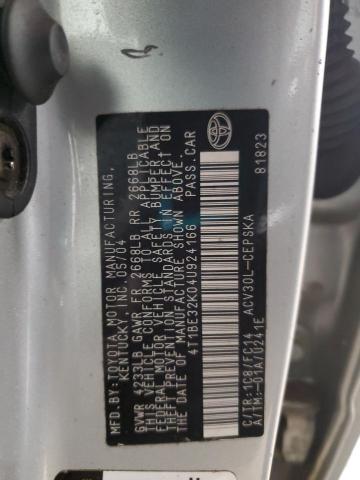 MFD.BY:TOYOTA MOTOR MANUFACTURING,
KENTUCKY, INC. 05/04
GVWR 4233LB GAWR FR 2668LB RR 2668LB
THIS VEHICLE CONFORMS TO ALL APPLICABLE
FEDERAL MOTOR VEHICLE SAFETY, BUMPER, AND
THEFT PREVENTION STANDARDS IN EFFECT ON
THE DATE OF MANUFACTURE SHOWN ABOVE.
4T1BE32K04U924166 PASS.CAR
C/TR:1C8/FC14 ACV30L-CEPSKA
A/TM:-01A/U241E 81823
TOYOTA